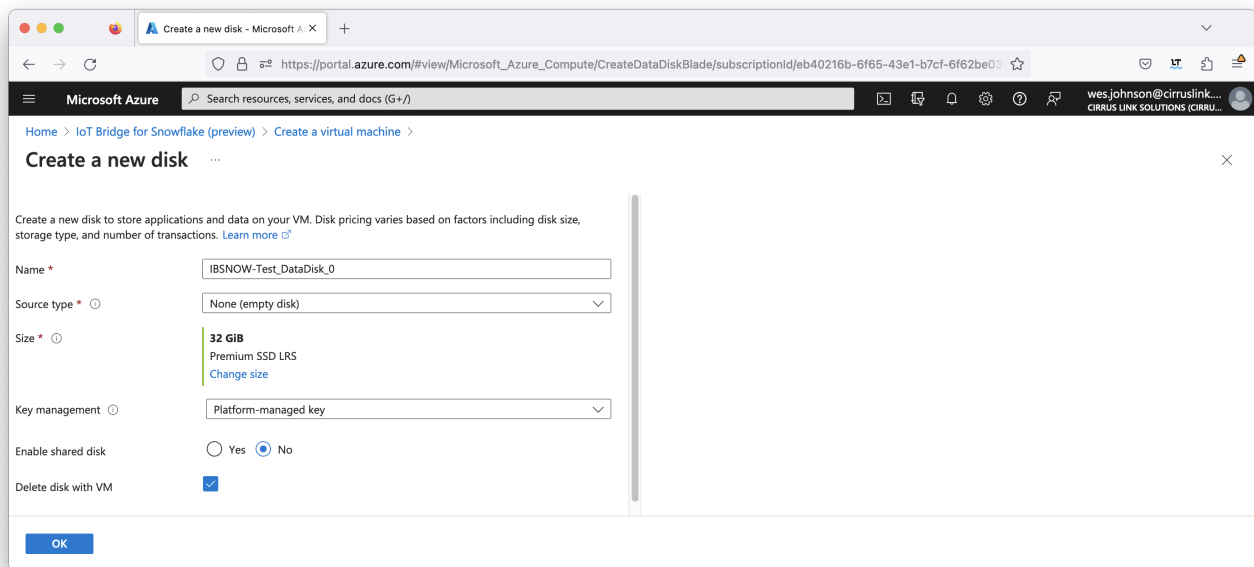 Create a new disk - Microsoft A
https://portal.azure.com/#view/Microsoft_Azure_Compute/CreateDataDiskBlade/subscriptionId/eb40216b-6f65-43e1-b7cf-6f62be03
Microsoft Azure
Search resources, services, and docs (G+/)
wes.johnson@cirruslink....
CIRRUS LINK SOLUTIONS (CIRRU...
Home > IoT Bridge for Snowflake (preview) > Create a virtual machine >
Create a new disk ...
Create a new disk to store applications and data on your VM. Disk pricing varies based on factors including disk size,
storage type, and number of transactions. Learn more
Name *
IBSNOW-Test_DataDisk_0
Source type *
None (empty disk)
Size *
32 GiB
Premium SSD LRS
Change size
Key management
Platform-managed key
Enable shared disk
Yes No
Delete disk with VM
OK